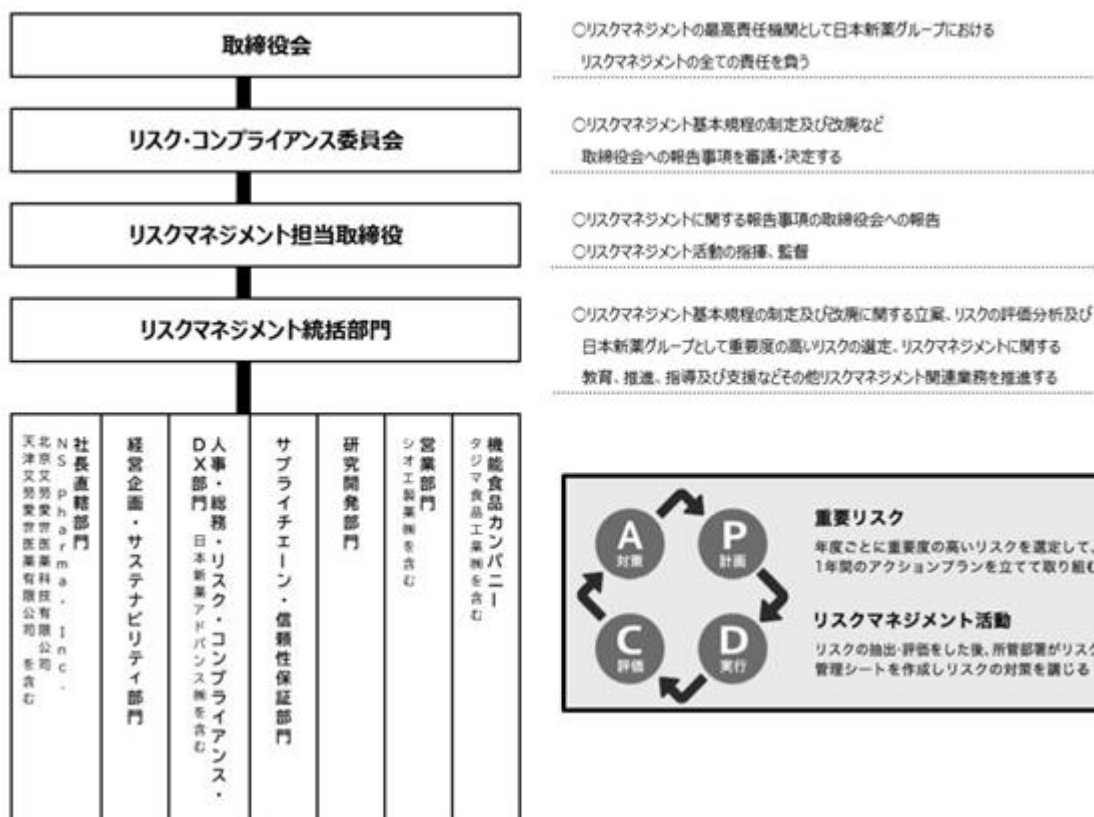 取締役会
○リスクマネジメントの最高責任機関として日本新薬グループにおける
リスクマネジメントの全ての責任を負う
リスク・コンプライアンス委員会
○リスクマネジメント基本規程の制定及び改廃など
取締役会への報告事項を審議・決定する
リスクマネジメント担当取締役
○リスクマネジメントに関する報告事項の取締役会への報告
○リスクマネジメント活動の指揮、監督
リスクマネジメント統括部門
○リスクマネジメント基本規程の制定及び改廃に関する立案、リスクの評価分析及び
日本新薬グループとして重要度の高いリスクの選定、リスクマネジメントに関する
教育、推進、指導及び支援などその他リスクマネジメント関連業務を推進する
社長直轄部門
NS Pharma, Inc.
北京艾努愛世医薬科技有限公司
天津艾努愛世医薬有限公司 を含む
経営企画・サステナビリティ部門
人事・総務・リスク・コンプライアンス・
DX部門 日本新薬アドバンス㈱を含む
サプライチェーン・信頼性保証部門
研究開発部門
営業部門
シオエ製薬㈱を含む
機能食品カンパニー
タジマ食品工業㈱を含む
A
対策
P
計画
C
評価
D
実行
重要リスク
年度ごとに重要度の高いリスクを選定して、
1年間のアクションプランを立てて取り組む
リスクマネジメント活動
リスクの抽出・評価をした後、所管部署がリスク
管理シートを作成しリスクの対策を講じる